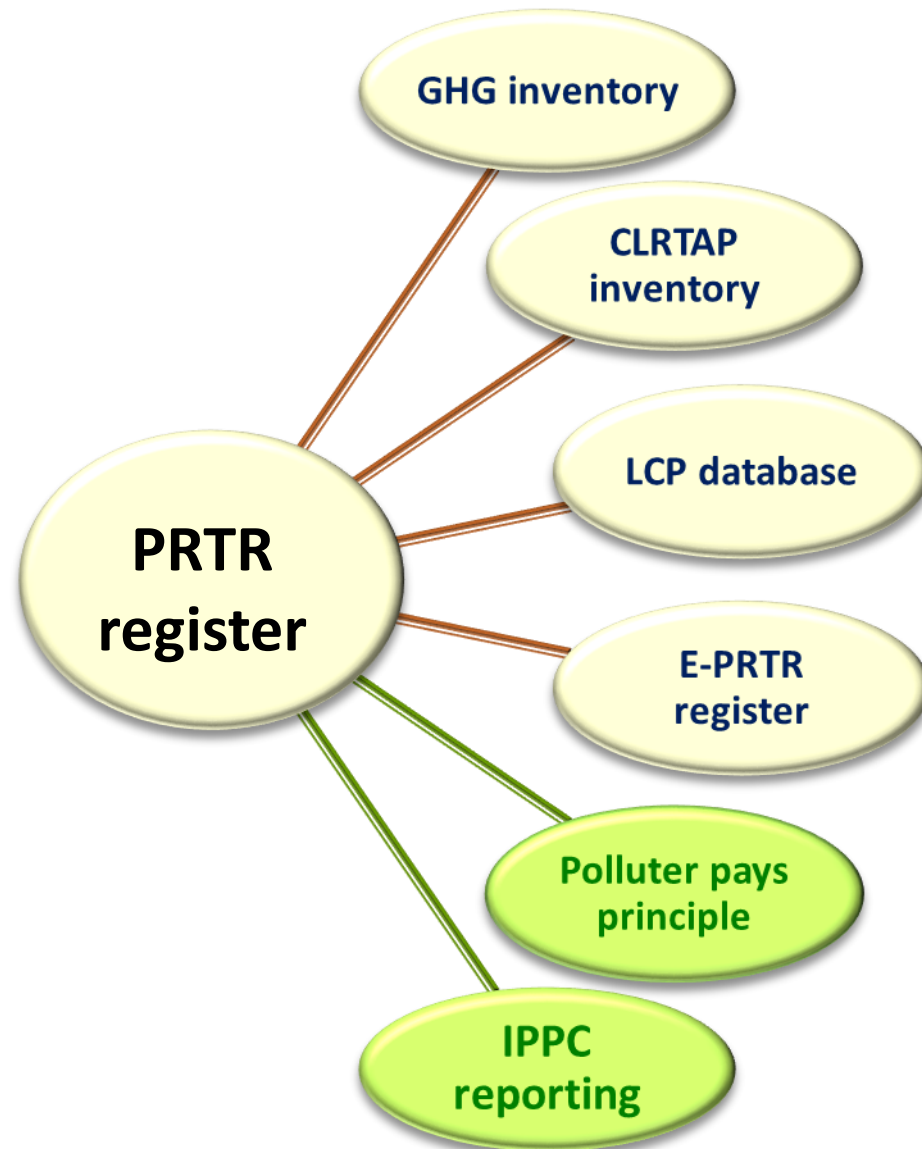 GHG inventory
CLRTAP
inventory
LCP database
PRTR
register
E-PRTR
register
Polluter pays
principle
IPPC
reporting